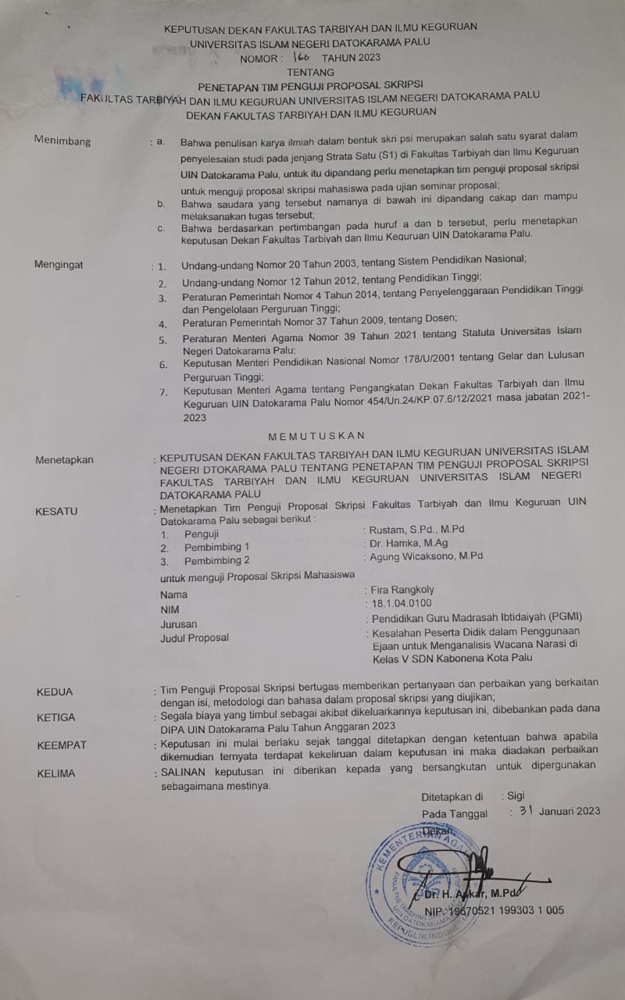 KEPUTUSAN DEKAN FAKULTAS TARBIYAH DAN ILMU KEGURUAN
UNIVERSITAS ISLAM NEGERI DATOKARAMA PALU
NOMOR : 166 TAHUN 2023
TENTANG
PENETAPAN TIM PENGUJI PROPOSAL SKRIPSI
FAKULTAS TARBIYAH DAN ILMU KEGURUAN UNIVERSITAS ISLAM NEGERI DATOKARAMA PALU
DEKAN FAKULTAS TARBIYAH DAN ILMU KEGURUAN
Menimbang : a. Bahwa penulisan karya ilmiah dalam bentuk skri psi merupakan salah satu syarat dalam
penyelesaian studi pada jenjang Strata Satu (S1) di Fakultas Tarbiyah dan Ilmu Keguruan
UIN Datokarama Palu, untuk itu dipandang perlu menetapkan tim penguji proposal skripsi
untuk menguji proposal skripsi mahasiswa pada ujian seminar proposal;
b. Bahwa saudara yang tersebut namanya di bawah ini dipandang cakap dan mampu
melaksanakan tugas tersebut;
c. Bahwa berdasarkan pertimbangan pada huruf a dan b tersebut, perlu menetapkan
keputusan Dekan Fakultas Tarbiyah dan Ilmu Keguruan UIN Datokarama Palu.
Mengingat : 1. Undang-undang Nomor 20 Tahun 2003, tentang Sistem Pendidikan Nasional;
2. Undang-undang Nomor 12 Tahun 2012, tentang Pendidikan Tinggi;
3. Peraturan Pemerintah Nomor 4 Tahun 2014, tentang Penyelenggaraan Pendidikan Tinggi
dan Pengelolaan Perguruan Tinggi;
4. Peraturan Pemerintah Nomor 37 Tahun 2009, tentang Dosen;
5. Peraturan Menteri Agama Nomor 39 Tahun 2021 tentang Statuta Universitas Islam
Negeri Datokarama Palu;
6. Keputusan Menteri Pendidikan Nasional Nomor 178/U/2001 tentang Gelar dan Lulusan
Perguruan Tinggi;
7. Keputusan Menteri Agama tentang Pengangkatan Dekan Fakultas Tarbiyah dan Ilmu
Keguruan UIN Datokarama Palu Nomor 454/Un.24/KP.07.6/12/2021 masa jabatan 2021-
2023
M E M U T U S K A N
Menetapkan : KEPUTUSAN DEKAN FAKULTAS TARBIYAH DAN ILMU KEGURUAN UNIVERSITAS ISLAM
NEGERI DTOKARAMA PALU TENTANG PENETAPAN TIM PENGUJI PROPOSAL SKRIPSI
FAKULTAS TARBIYAH DAN ILMU KEGURUAN UNIVERSITAS ISLAM NEGERI
DATOKARAMA PALU
KESATU : Menetapkan Tim Penguji Proposal Skripsi Fakultas Tarbiyah dan Ilmu Keguruan UIN
Datokarama Palu sebagai berikut :
1. Penguji : Rustam, S.Pd., M.Pd
2. Pembimbing 1 : Dr. Hamka, M.Ag
3. Pembimbing 2 : Agung Wicaksono, M.Pd
untuk menguji Proposal Skripsi Mahasiswa
Nama : Fira Rangkoly
NIM : 18.1.04.0100
Jurusan : Pendidikan Guru Madrasah Ibtidaiyah (PGMI)
Judul Proposal : Kesalahan Peserta Didik dalam Penggunaan
Ejaan untuk Menganalisis Wacana Narasi di
Kelas V SDN Kabonena Kota Palu
KEDUA : Tim Penguji Proposal Skripsi bertugas memberikan pertanyaan dan perbaikan yang berkaitan
dengan isi, metodologi dan bahasa dalam proposal skripsi yang diujikan;
KETIGA : Segala biaya yang timbul sebagai akibat dikeluarkannya keputusan ini, dibebankan pada dana
DIPA UIN Datokarama Palu Tahun Anggaran 2023
KEEMPAT : Keputusan ini mulai berlaku sejak tanggal ditetapkan dengan ketentuan bahwa apabila
dikemudian ternyata terdapat kekeliruan dalam keputusan ini maka diadakan perbaikan
KELIMA : SALINAN keputusan ini diberikan kepada yang bersangkutan untuk dipergunakan
sebagaimana mestinya.
Ditetapkan di : Sigi
Pada Tanggal : 31 Januari 2023
Dekan,
KEMENTERIAN AGAMA
REPUBLIK INDONESIA
Dr. H. Askar, M.Pd
NIP. 19670521 199303 1 005